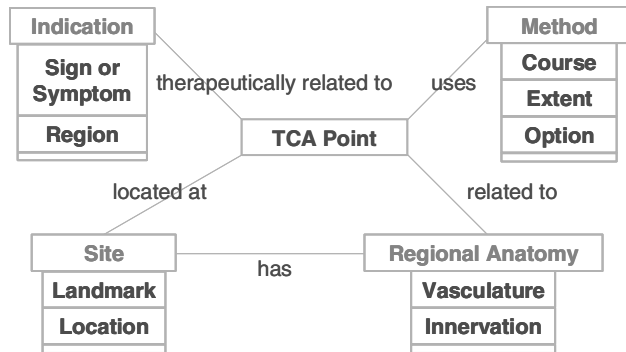 Indication
Sign or
Symptom
Region
therapeutically related to
uses
Method
Course
Extent
Option
TCA Point
located at
related to
Site
Landmark
Location
has
Regional Anatomy
Vasculature
Innervation